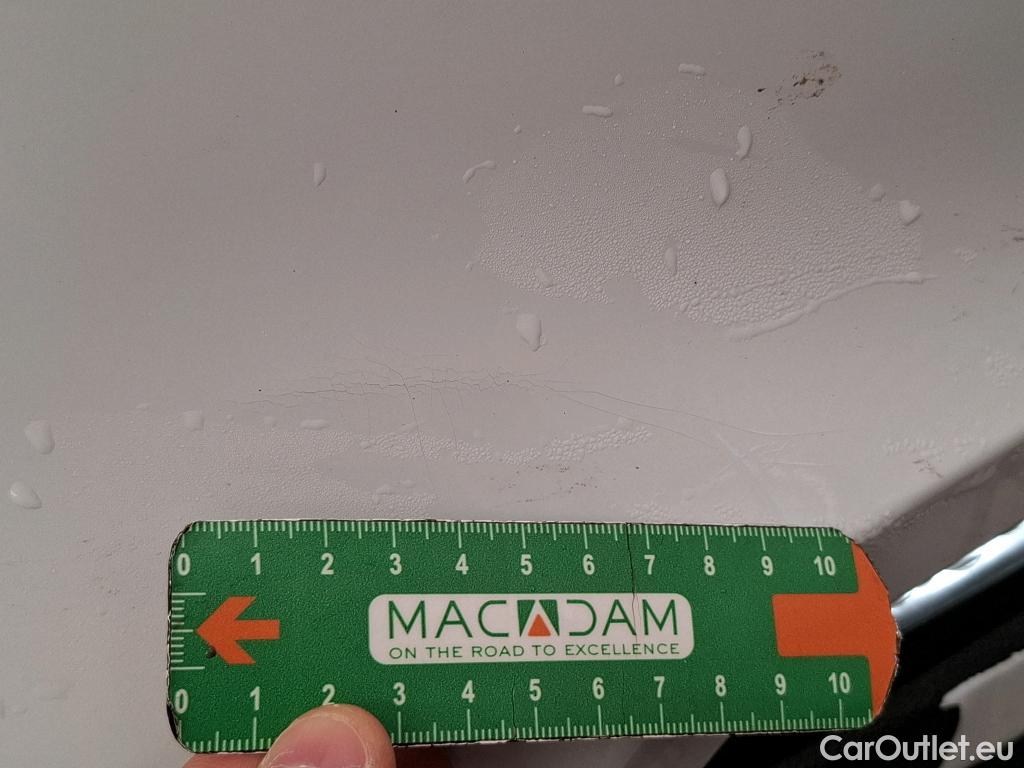 0 1 2 3 4 5 6 7 8 9 10
MACADAM
ON THE ROAD TO EXCELLENCE
0 1 2 3 4 5 6 7 8 9 10
CarOutlet.eu